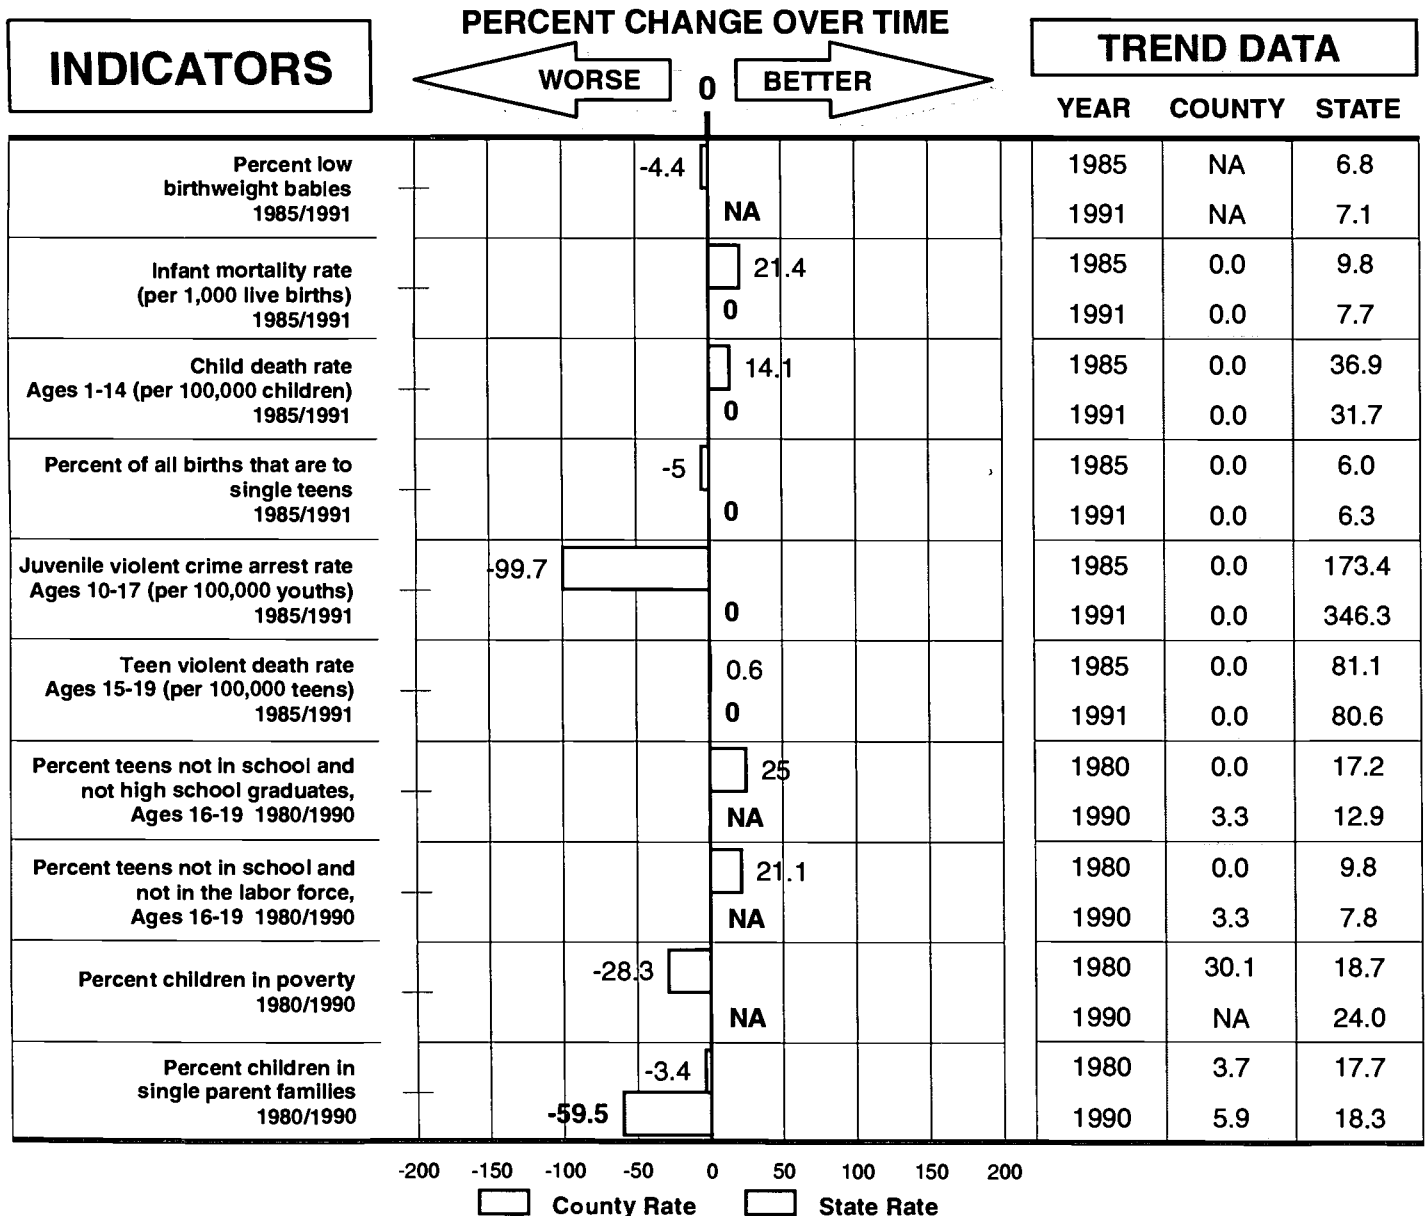 PERCENT CHANGE OVER TIME
INDICATORS
WORSE
0
BETTER
TREND DATA
YEAR COUNTY STATE
Percent low
birthweight babies
1985/1991
-4.4
NA
1985 NA 6.8
1991 NA 7.1
Infant mortality rate
(per 1,000 live births)
1985/1991
21.4
0
1985 0.0 9.8
1991 0.0 7.7
Child death rate
Ages 1-14 (per 100,000 children)
1985/1991
14.1
0
1985 0.0 36.9
1991 0.0 31.7
Percent of all births that are to
single teens
1985/1991
-5
0
1985 0.0 6.0
1991 0.0 6.3
Juvenile violent crime arrest rate
Ages 10-17 (per 100,000 youths)
1985/1991
-99.7
0
1985 0.0 173.4
1991 0.0 346.3
Teen violent death rate
Ages 15-19 (per 100,000 teens)
1985/1991
0.6
0
1985 0.0 81.1
1991 0.0 80.6
Percent teens not in school and
not high school graduates,
Ages 16-19 1980/1990
25
NA
1980 0.0 17.2
1990 3.3 12.9
Percent teens not in school and
not in the labor force,
Ages 16-19 1980/1990
21.1
NA
1980 0.0 9.8
1990 3.3 7.8
Percent children in poverty
1980/1990
-28.3
NA
1980 30.1 18.7
1990 NA 24.0
Percent children in
single parent families
1980/1990
-3.4
-59.5
1980 3.7 17.7
1990 5.9 18.3
-200 -150 -100 -50 0 50 100 150 200
County Rate State Rate